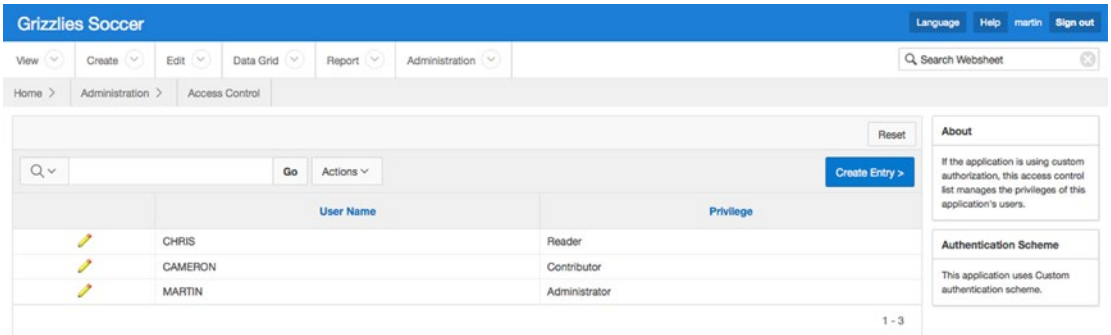 Grizzlies Soccer
Language Help martin Sign out
View Create Edit Data Grid Report Administration
Search Websheet
Home > Administration > Access Control
Reset
Go Actions Create Entry >
User Name Privilege
CHRIS Reader
CAMERON Contributor
MARTIN Administrator
1 - 3
About
If the application is using custom
authorization, this access control
list manages the privileges of this
application's users.
Authentication Scheme
This application uses Custom
authentication scheme.